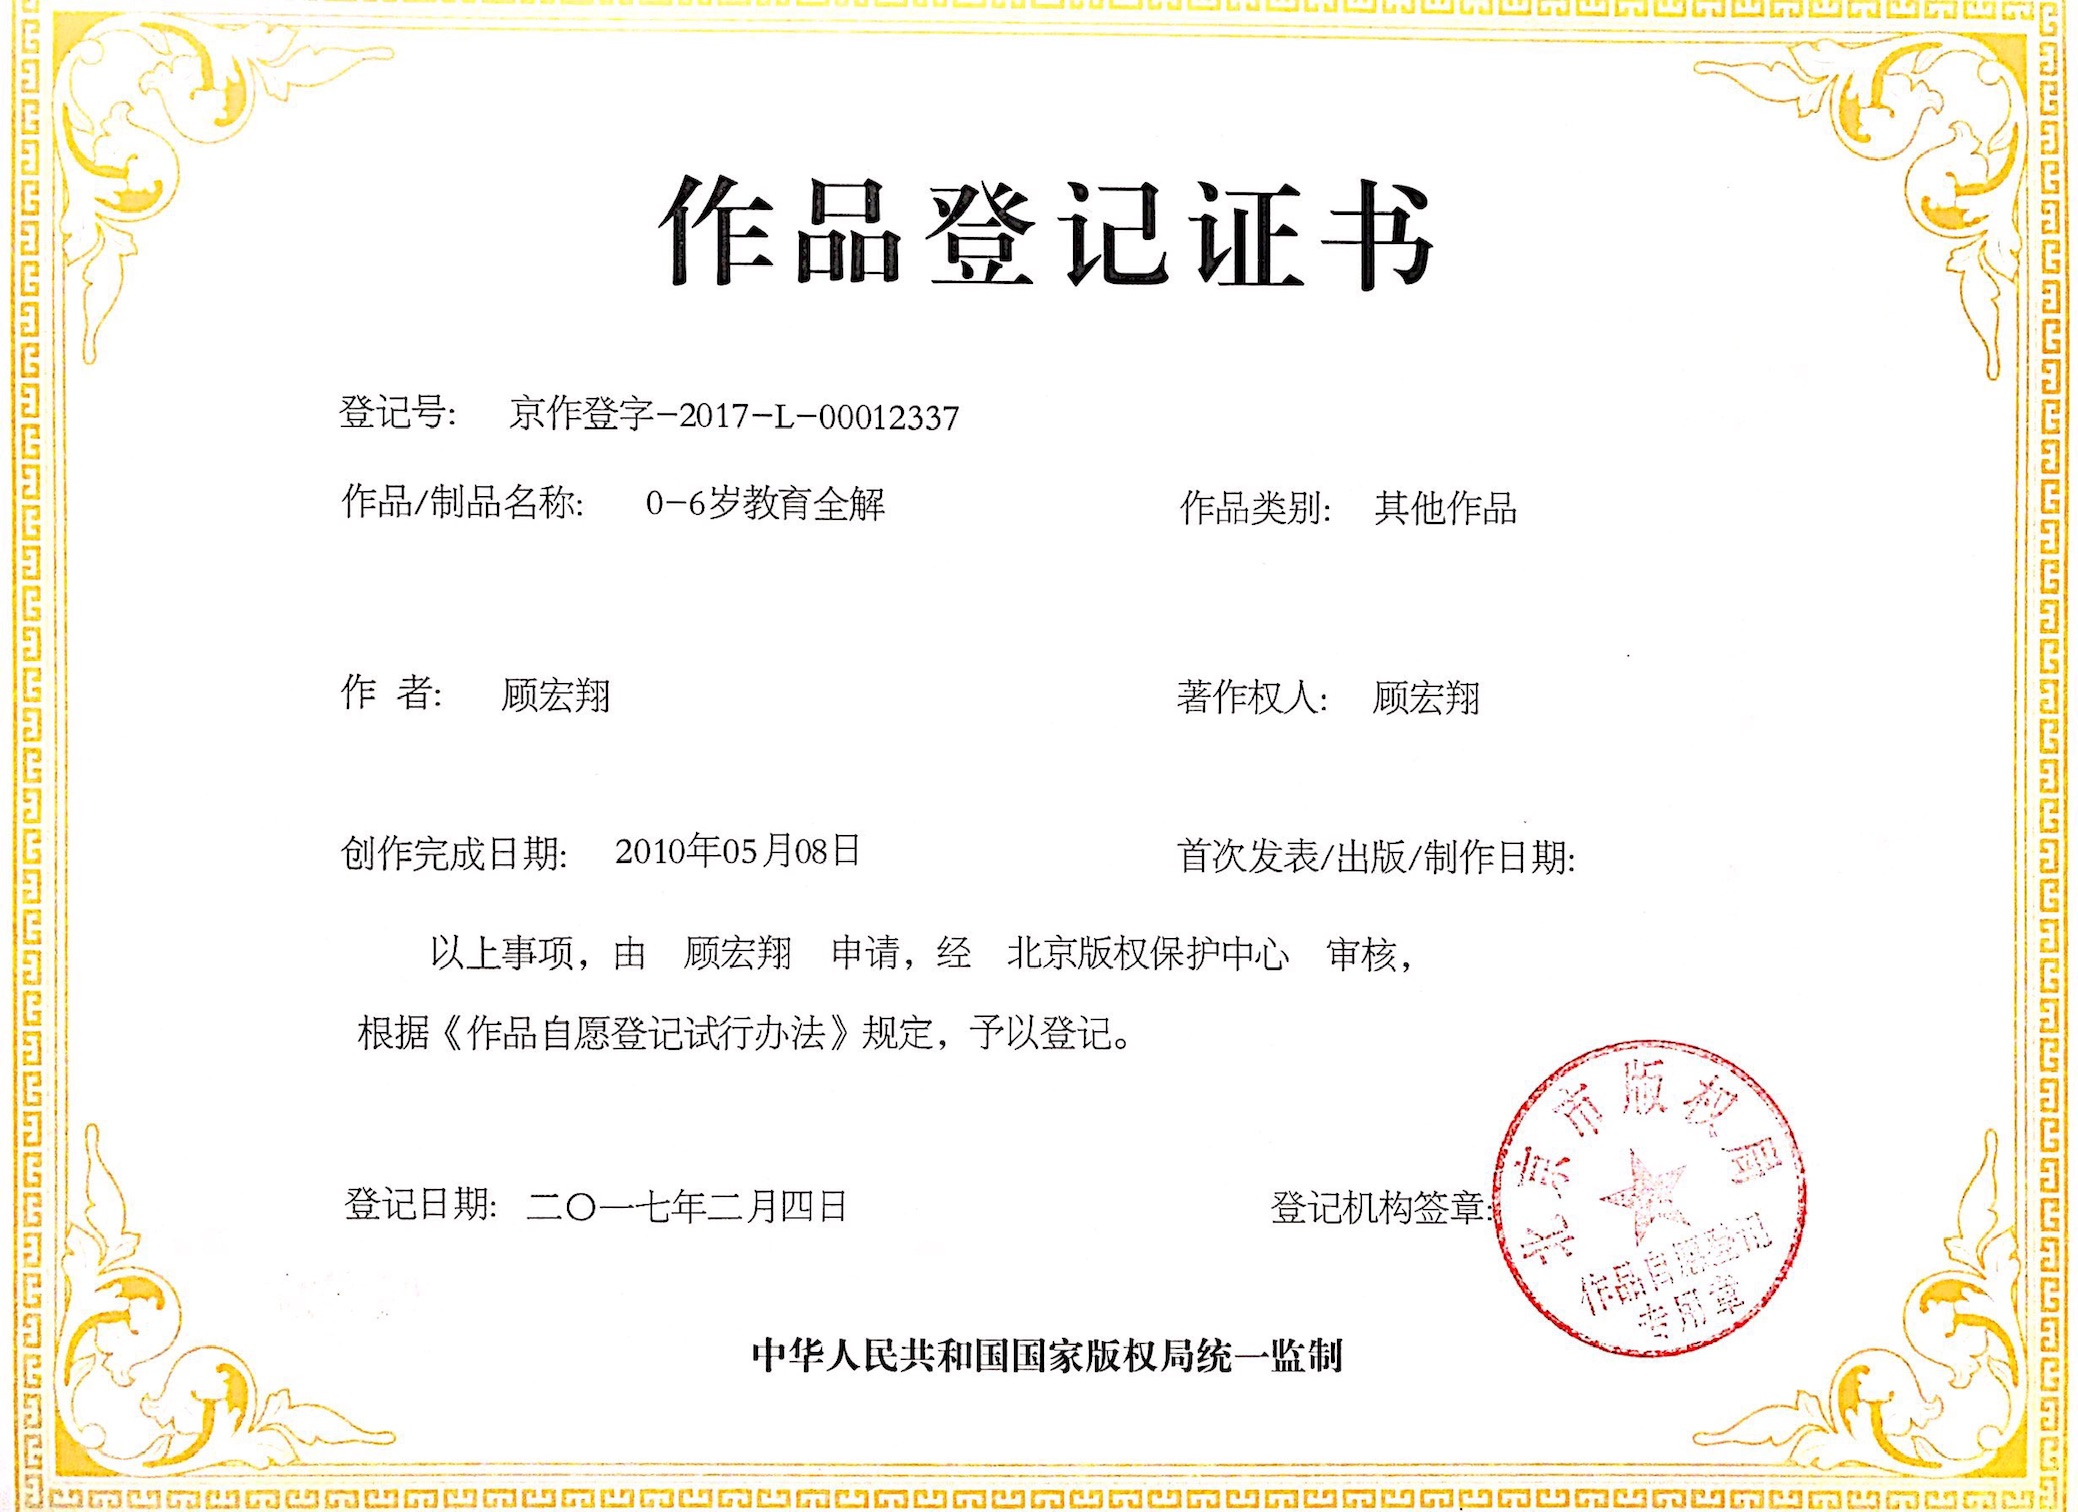 作品登记证书
登记号: 京作登字-2017-L-00012337
作品/制品名称: 0-6岁教育全解 作品类别: 其他作品
作 者: 顾宏翔 著作权人: 顾宏翔
创作完成日期: 2010年05月08日 首次发表/出版/制作日期:
以上事项，由 顾宏翔 申请，经 北京版权保护中心 审核，
根据《作品自愿登记试行办法》规定，予以登记。
登记日期: 二〇一七年二月四日 登记机构签章:
北京市版权局
作品自愿登记
专用章
中华人民共和国国家版权局统一监制